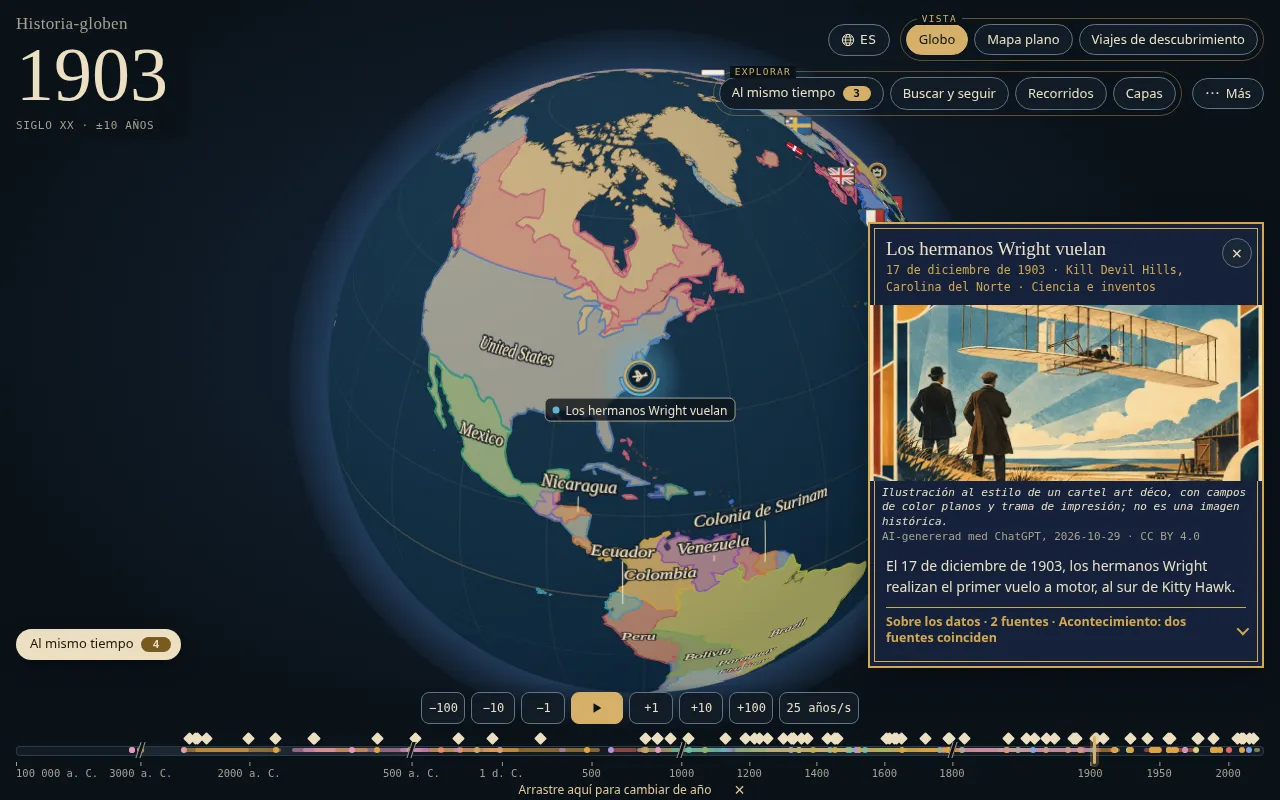 Historia-globen
1903
SIGLO XX · ±10 AÑOS
ES
VISTA
Globo
Mapa plano
Viajes de descubrimiento
EXPLORAR
Al mismo tiempo 3
Buscar y seguir
Recorridos
Capas
··· Más
United States
Mexico
Los hermanos Wright vuelan
Nicaragua
Colonia de Surinam
Ecuador
Venezuela
Colombia
Peru
Brazil
Bolivia
Paraguay
Los hermanos Wright vuelan
17 de diciembre de 1903 · Kill Devil Hills,
Carolina del Norte · Ciencia e inventos
Ilustración al estilo de un cartel art déco, con campos
de color planos y trama de impresión; no es una imagen
histórica.
AI-genererad med ChatGPT, 2026-10-29 · CC BY 4.0
El 17 de diciembre de 1903, los hermanos Wright
realizan el primer vuelo a motor, al sur de Kitty Hawk.
Sobre los datos · 2 fuentes · Acontecimiento: dos
fuentes coinciden
Al mismo tiempo 4
−100
−10
−1
+1
+10
+100
25 años/s
100 000 a. C.
3000 a. C.
2000 a. C.
500 a. C.
1 d. C.
500
1000
1200
1400
1600
1800
1900
1950
2000
Arrastre aquí para cambiar de año